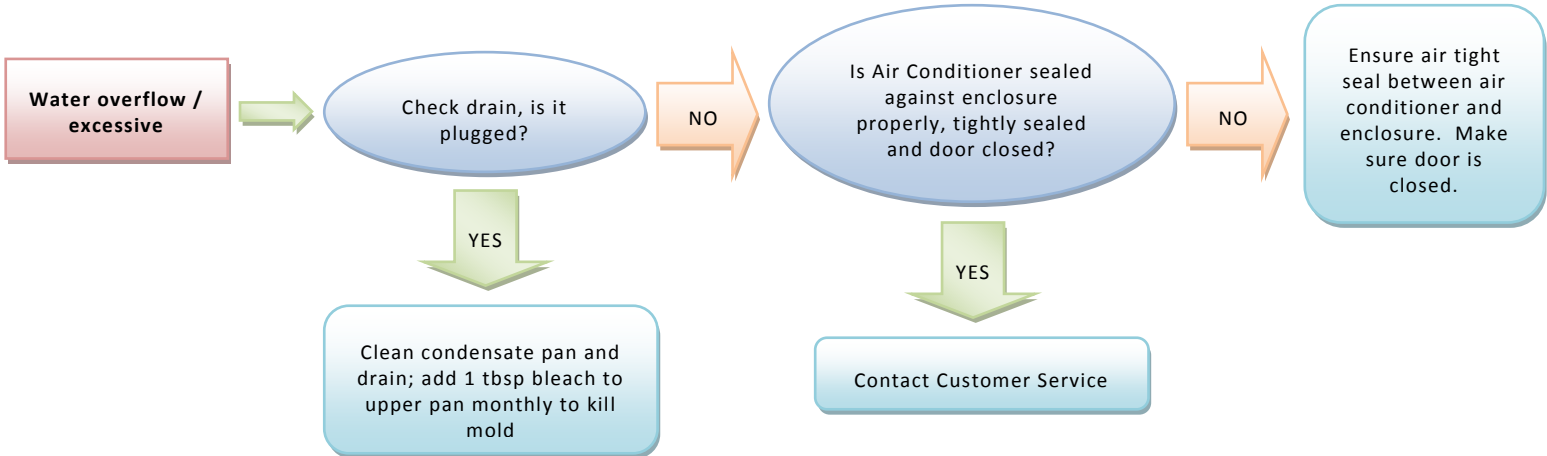 Water overflow /
excessive
Check drain, is it
plugged?
NO
Is Air Conditioner sealed
against enclosure
properly, tightly sealed
and door closed?
NO
Ensure air tight
seal between air
conditioner and
enclosure. Make
sure door is
closed.
YES
YES
Clean condensate pan and
drain; add 1 tbsp bleach to
upper pan monthly to kill
mold
Contact Customer Service